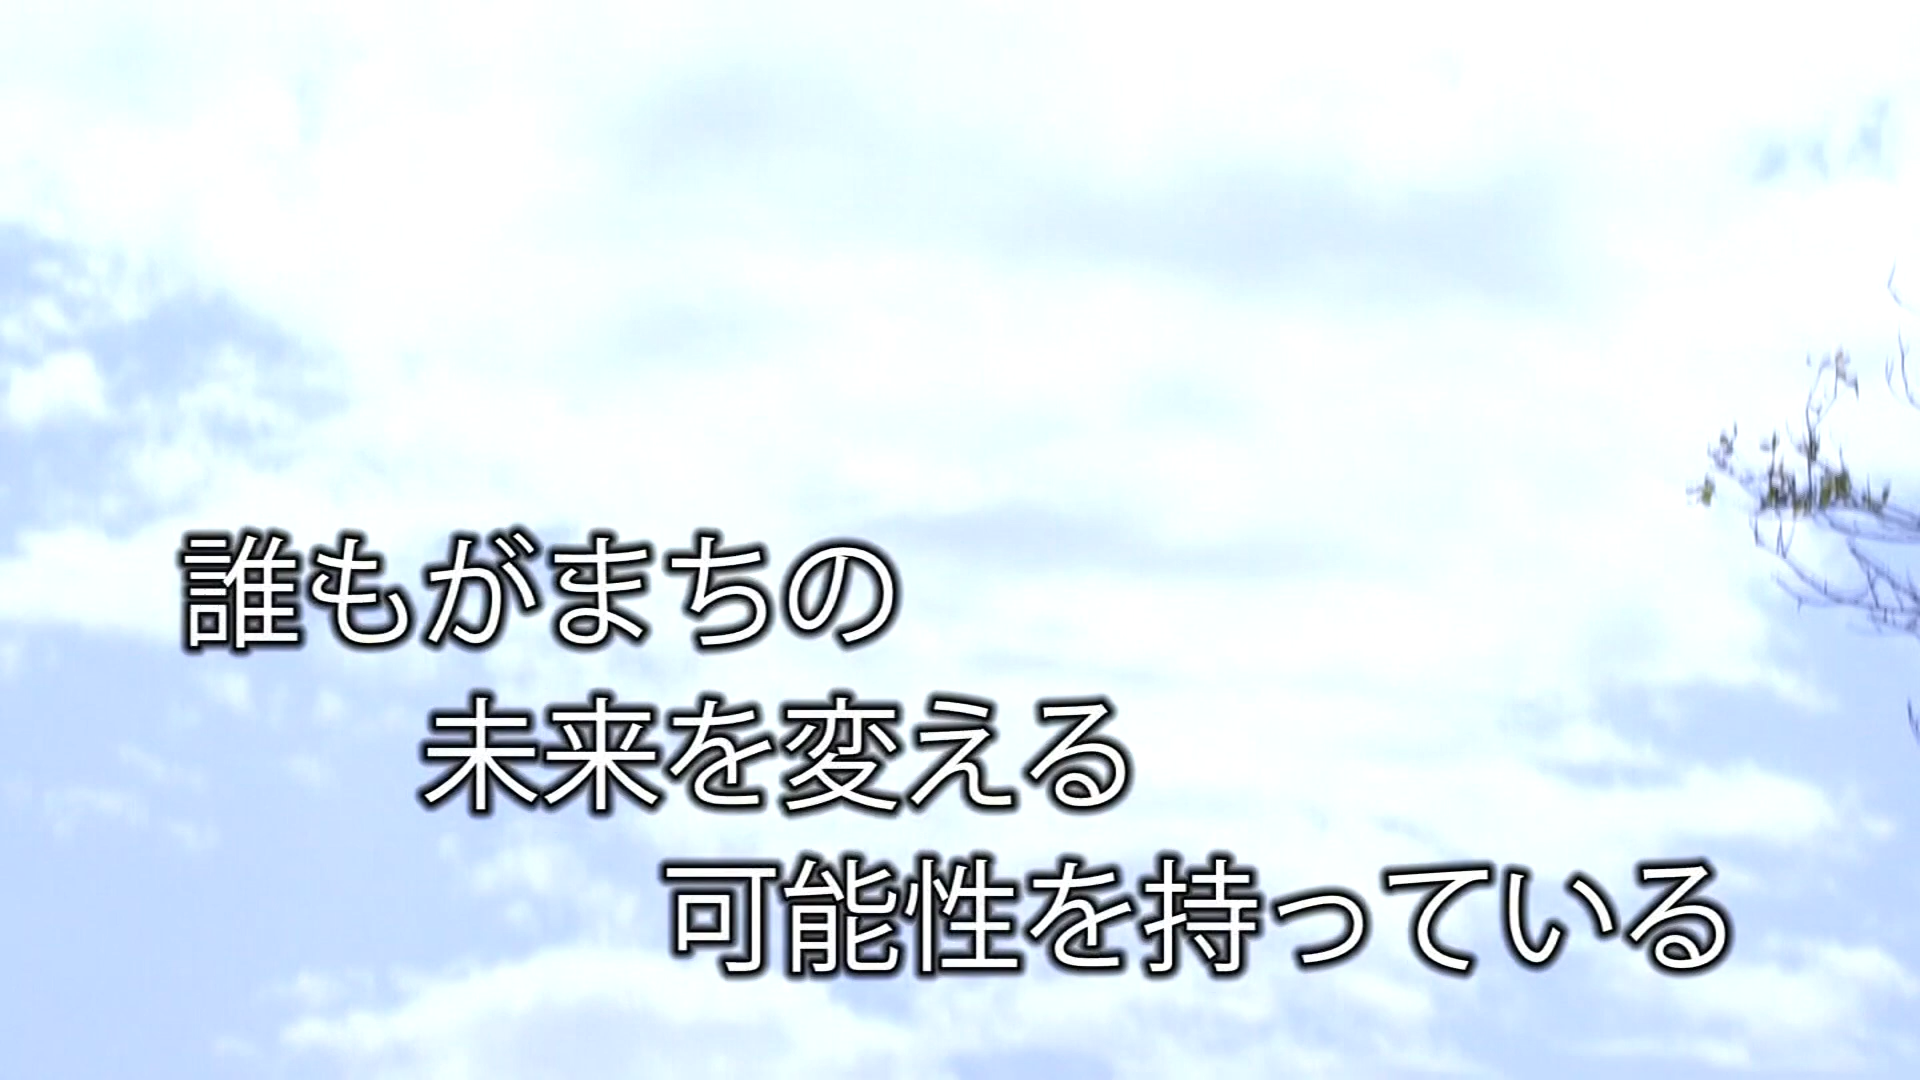 誰もがまちの
未来を変える
可能性を持っている